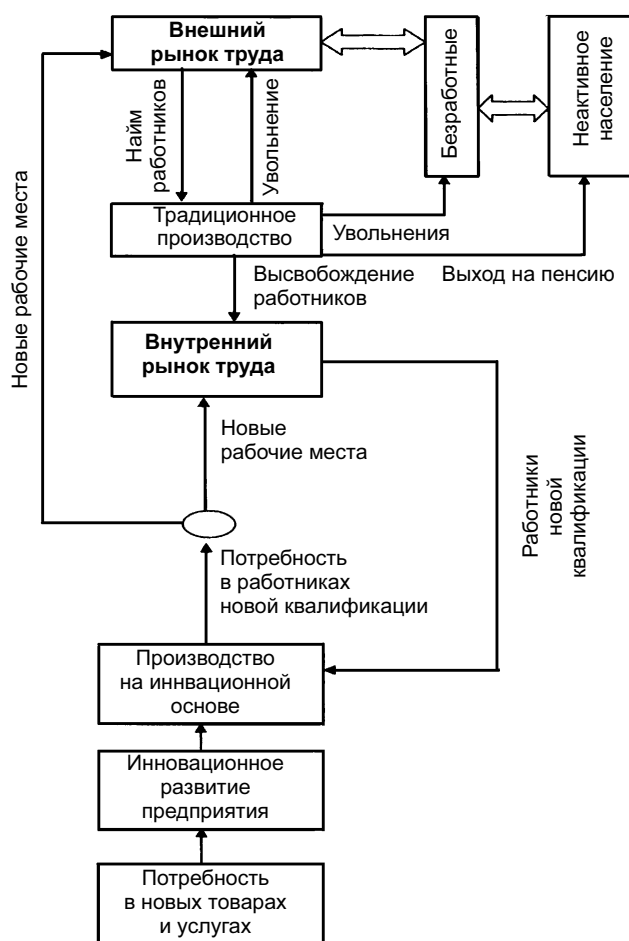 Внешний
рынок труда
Безработные
Неактивное
население
Найм
работников
Увольнение
Традиционное
производство
Увольнения
Высвобождение
работников
Выход на пенсию
Новые рабочие места
Внутренний
рынок труда
Новые
рабочие места
Работники
новой
квалификации
Потребность
в работниках
новой квалификации
Производство
на иннвационной
основе
Инновационное
развитие
предприятия
Потребность
в новых товарах
и услугах